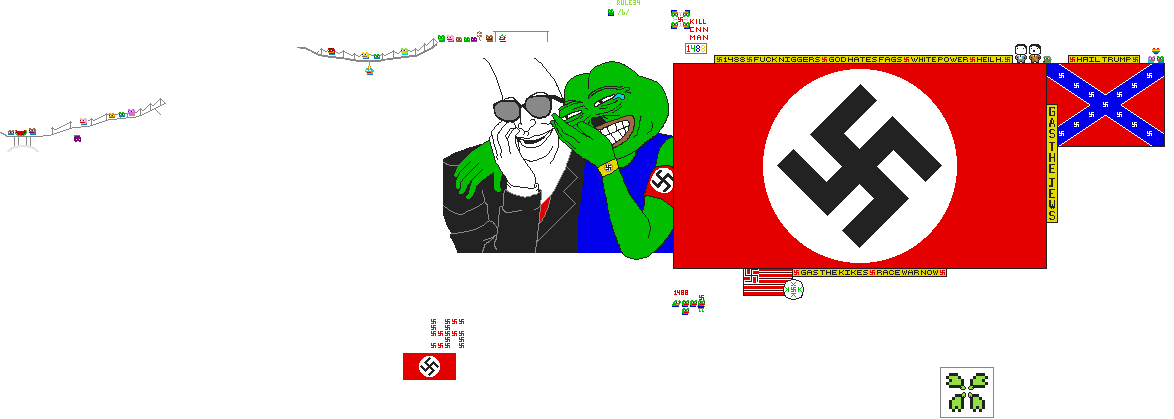 RULE34
/b/
KILL
CNN
MAN
1488
1488 FUCK NIGGERS GOD HATES FAGS WHITE POWER HEIL H.
HAIL TRUMP
GAS THE JEWS
GAS THE KIKES RACE WAR NOW
1488